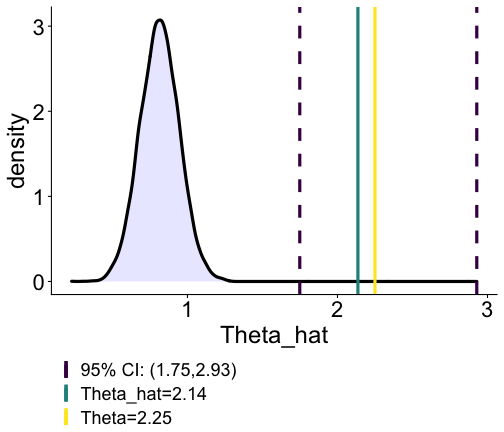 density
3
2
1
0
1 2 3
Theta_hat
95% CI: (1.75,2.93)
Theta_hat=2.14
Theta=2.25